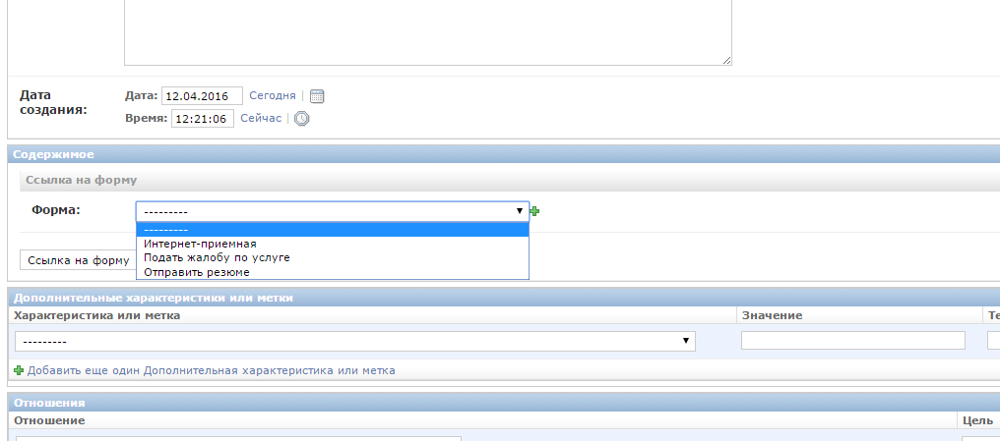 Дата создания:
Дата: 12.04.2016 Сегодня |
Время: 12:21:06 Сейчас |
Содержимое
Ссылка на форму
Форма: ---------
---------
Интернет-приемная
Подать жалобу по услуге
Отправить резюме
Ссылка на форму
Дополнительные характеристики или метки
Характеристика или метка Значение Те
---------
Добавить еще один Дополнительная характеристика или метка
Отношения
Отношение Цель